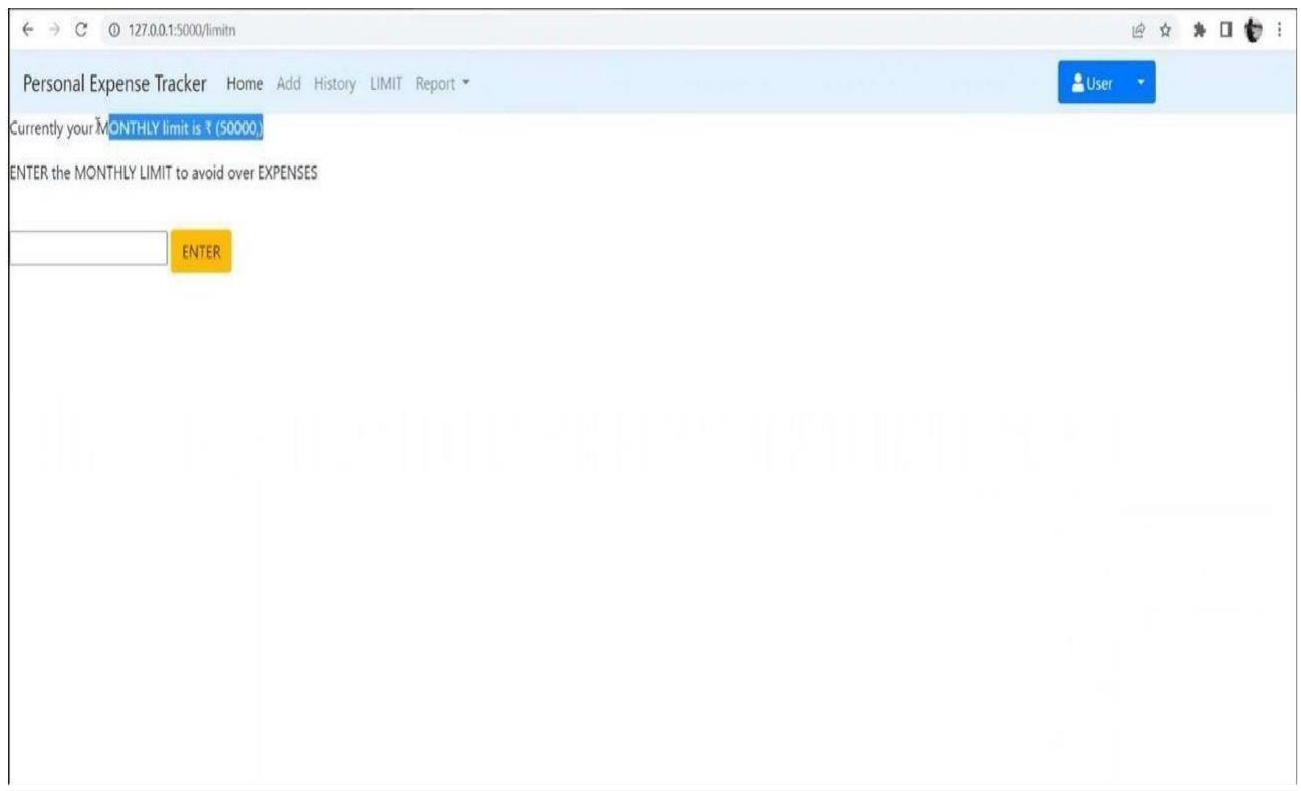 127.0.0.1:5000/limitn
Personal Expense Tracker Home Add History LIMIT Report User
Currently your MONTHLY limit is ₹ (50000,)
ENTER the MONTHLY LIMIT to avoid over EXPENSES
ENTER